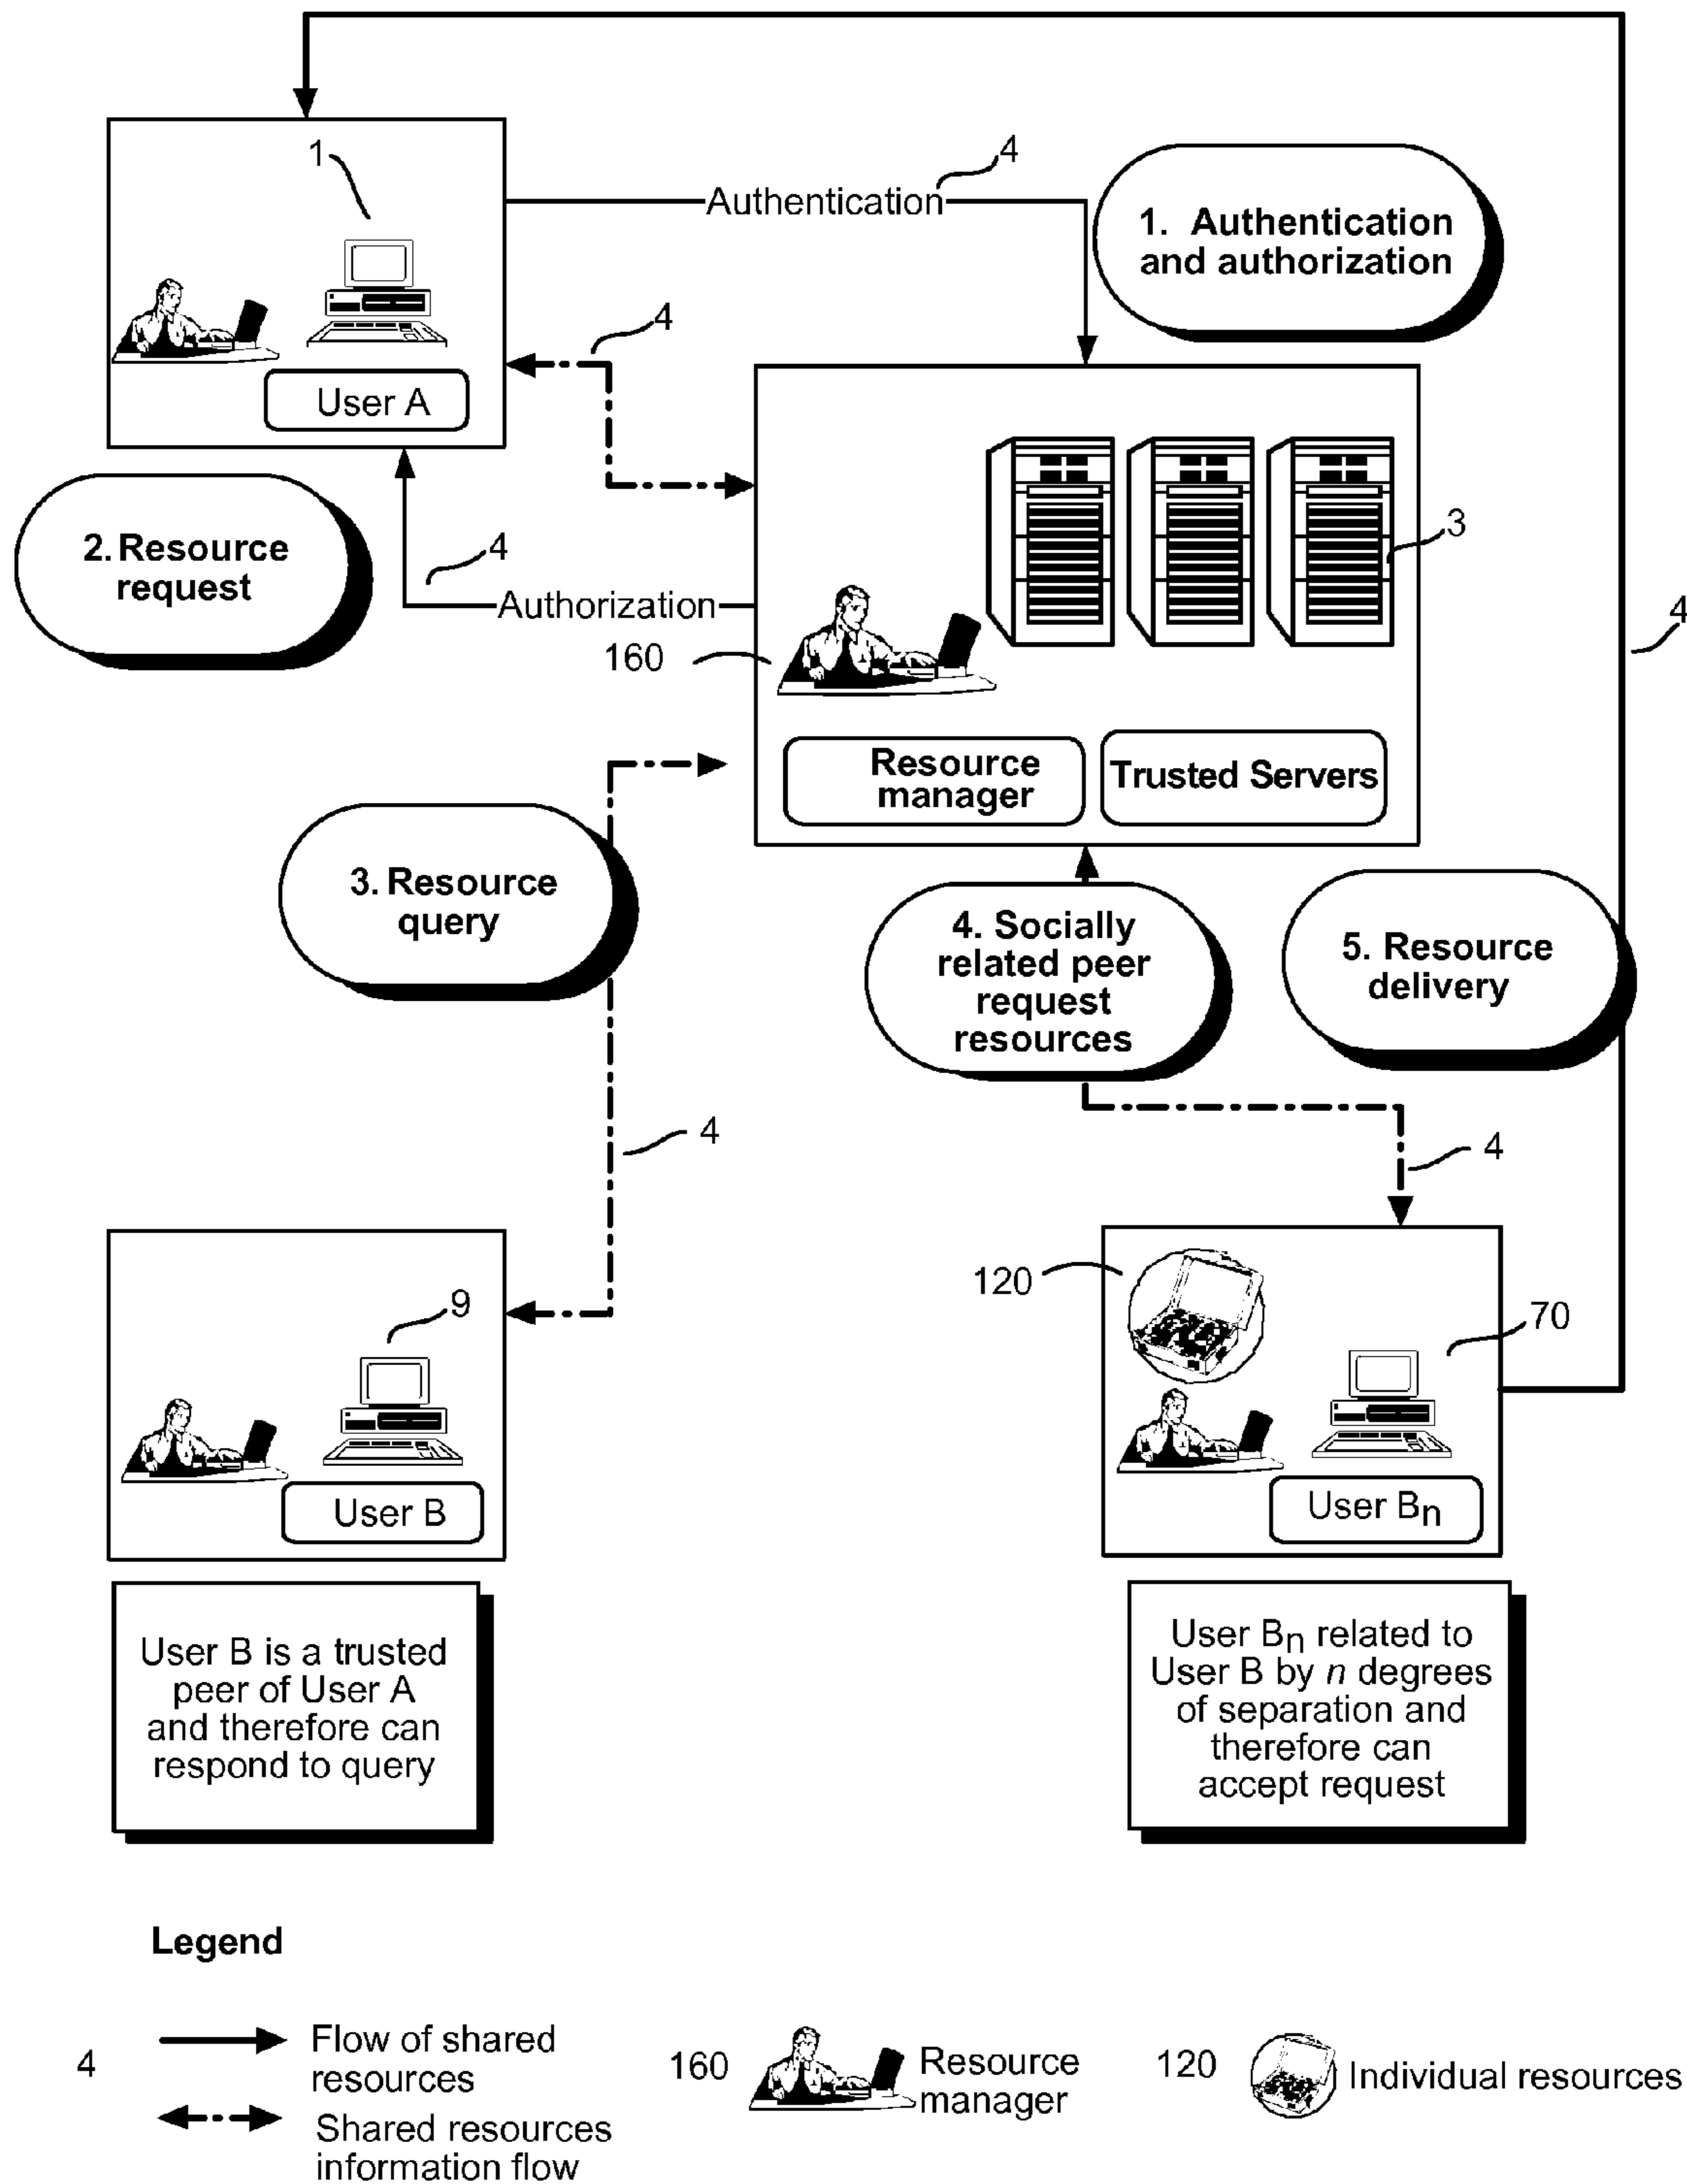 1
4
Authentication
1. Authentication
and authorization
4
User A
2. Resource
request
4
Authorization
3
160
4
Resource
manager
Trusted Servers
3. Resource
query
4. Socially
related peer
request
resources
5. Resource
delivery
4
4
120
9
70
User B
User Bn
User B is a trusted
peer of User A
and therefore can
respond to query
User Bn related to
User B by n degrees
of separation and
therefore can
accept request
Legend
4
Flow of shared
resources
Shared resources
information flow
160
Resource
manager
120
Individual resources